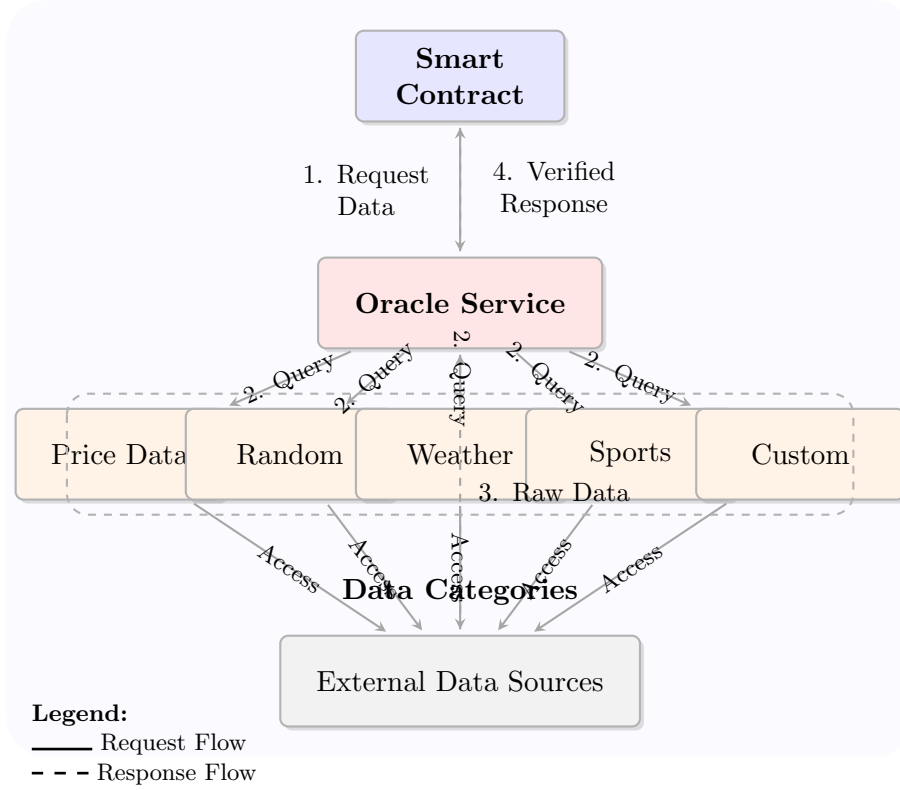 Smart
Contract
1. Request
Data
4. Verified
Response
Oracle Service
2. Query
2. Query
2. Query
2. Query
2. Query
Price Data
Random
Weather
Sports
Custom
3. Raw Data
Access
Access
Access
Access
Access
Data Categories
External Data Sources
Legend:
Request Flow
Response Flow